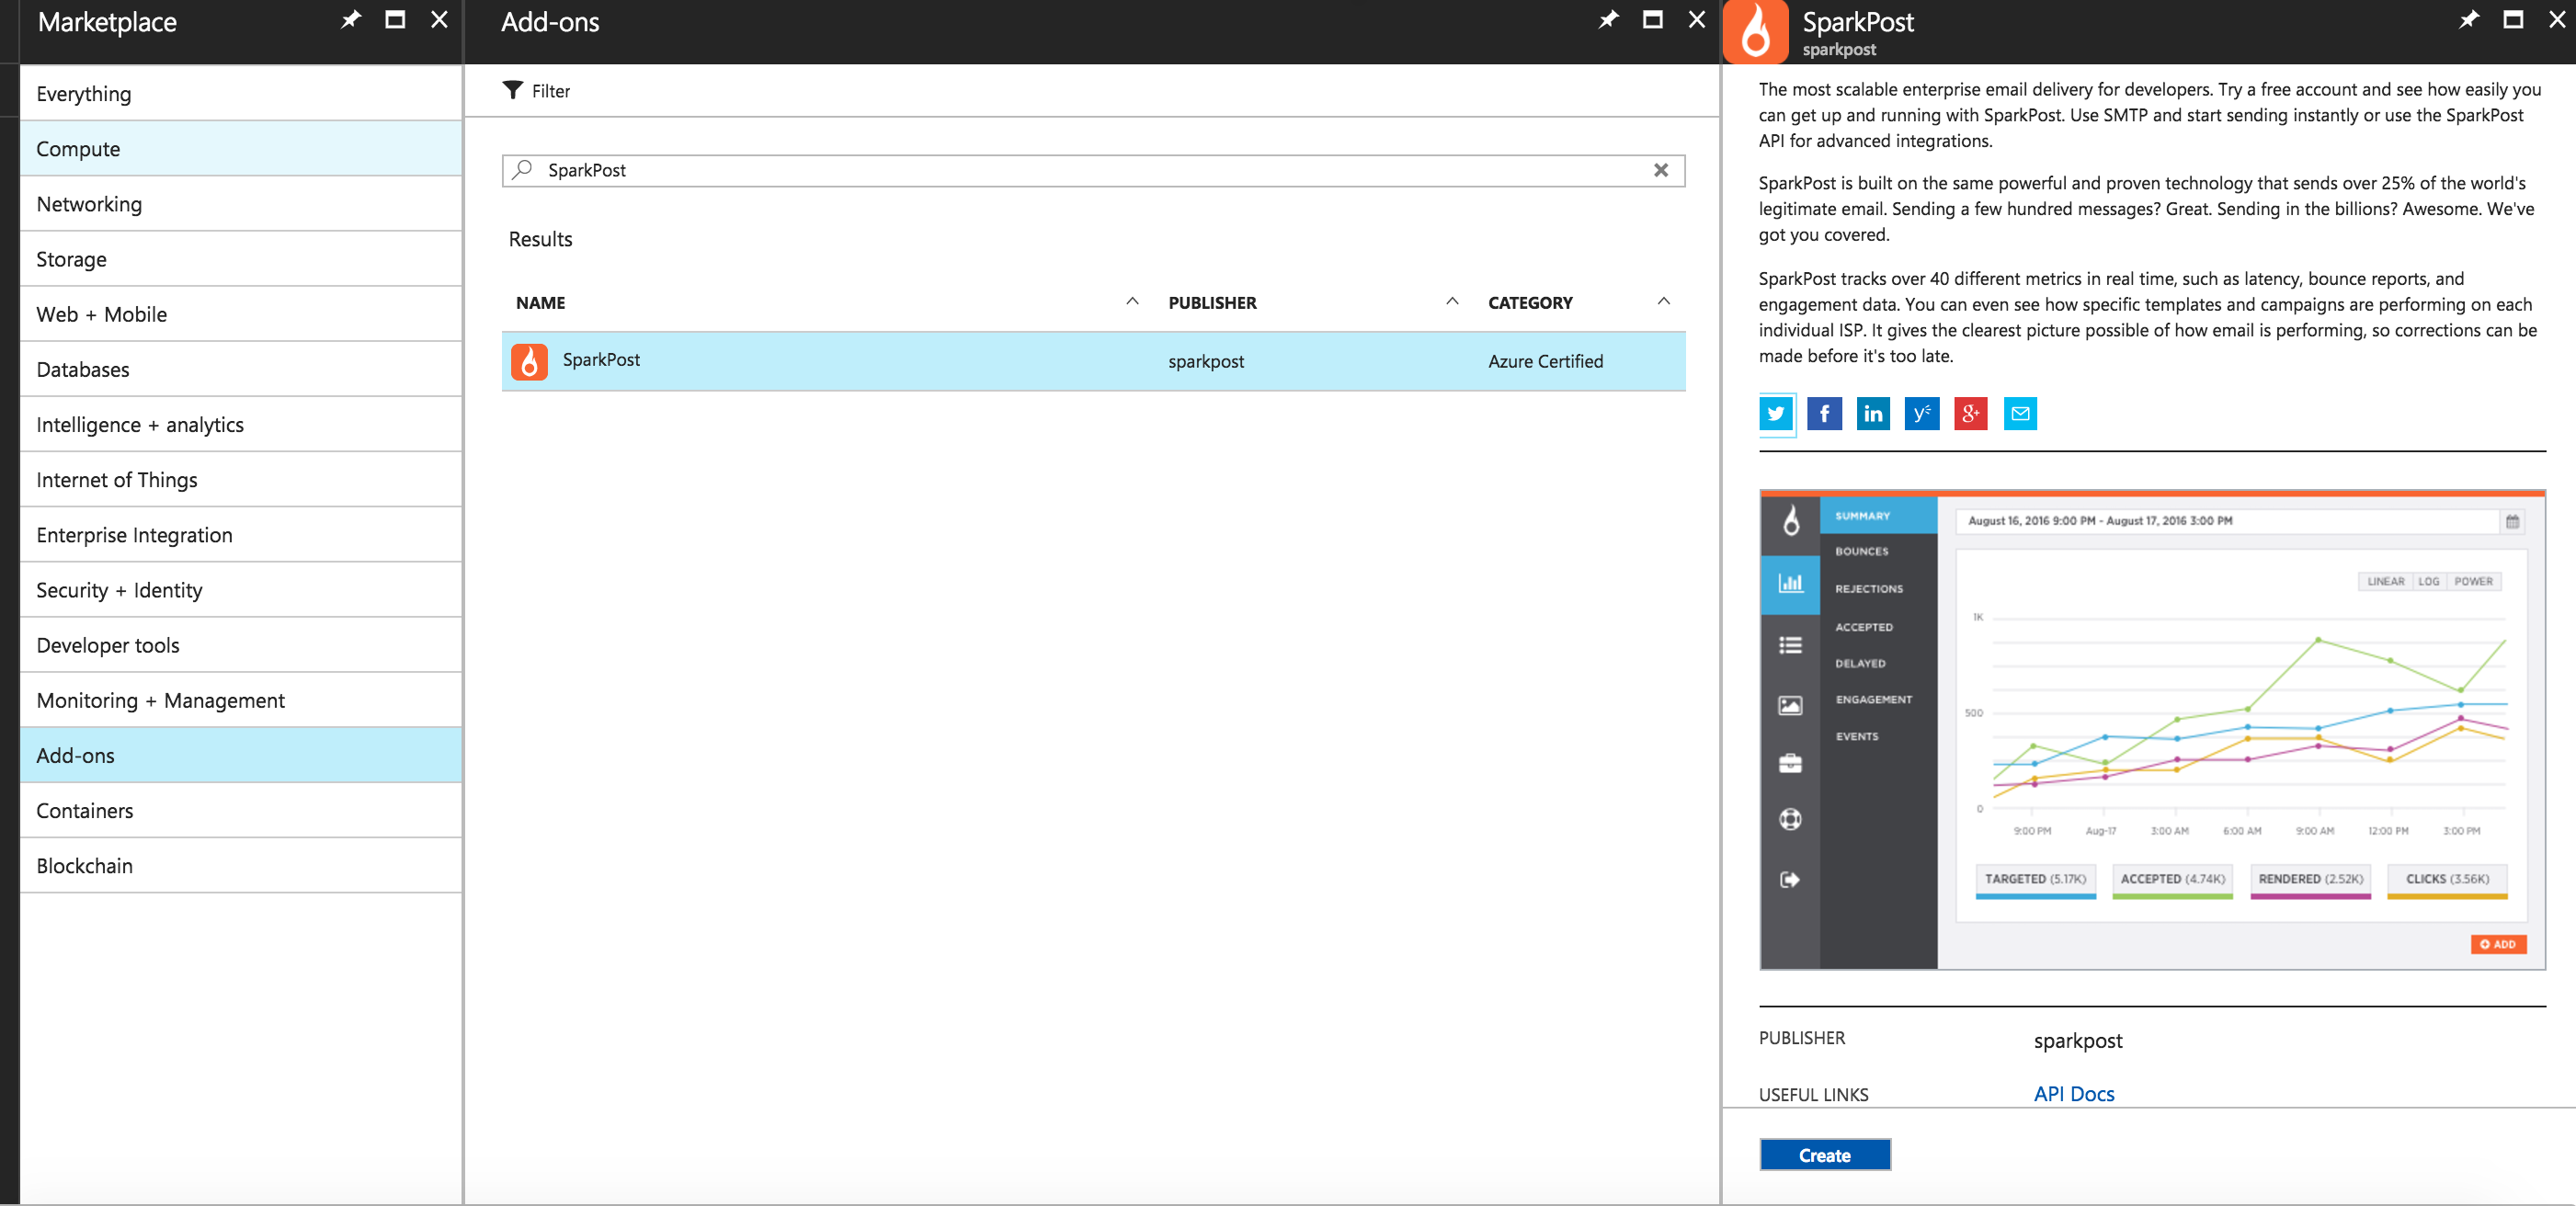 Marketplace
Everything
Compute
Networking
Storage
Web + Mobile
Databases
Intelligence + analytics
Internet of Things
Enterprise Integration
Security + Identity
Developer tools
Monitoring + Management
Add-ons
Containers
Blockchain
Add-ons
Filter
SparkPost
Results
NAME PUBLISHER CATEGORY
SparkPost sparkpost Azure Certified
SparkPost
sparkpost
The most scalable enterprise email delivery for developers. Try a free account and see how easily you
can get up and running with SparkPost. Use SMTP and start sending instantly or use the SparkPost
API for advanced integrations.
SparkPost is built on the same powerful and proven technology that sends over 25% of the world's
legitimate email. Sending a few hundred messages? Great. Sending in the billions? Awesome. We've
got you covered.
SparkPost tracks over 40 different metrics in real time, such as latency, bounce reports, and
engagement data. You can even see how specific templates and campaigns are performing on each
individual ISP. It gives the clearest picture possible of how email is performing, so corrections can be
made before it's too late.
SUMMARY
BOUNCES
REJECTIONS
ACCEPTED
DELAYED
ENGAGEMENT
EVENTS
August 16, 2016 9:00 PM - August 17, 2016 3:00 PM
LINEAR LOG POWER
1K
500
0
9:00 PM Aug-17 3:00 AM 6:00 AM 9:00 AM 12:00 PM 3:00 PM
TARGETED (5.17K) ACCEPTED (4.74K) RENDERED (2.52K) CLICKS (3.56K)
ADD
PUBLISHER sparkpost
USEFUL LINKS API Docs
Create